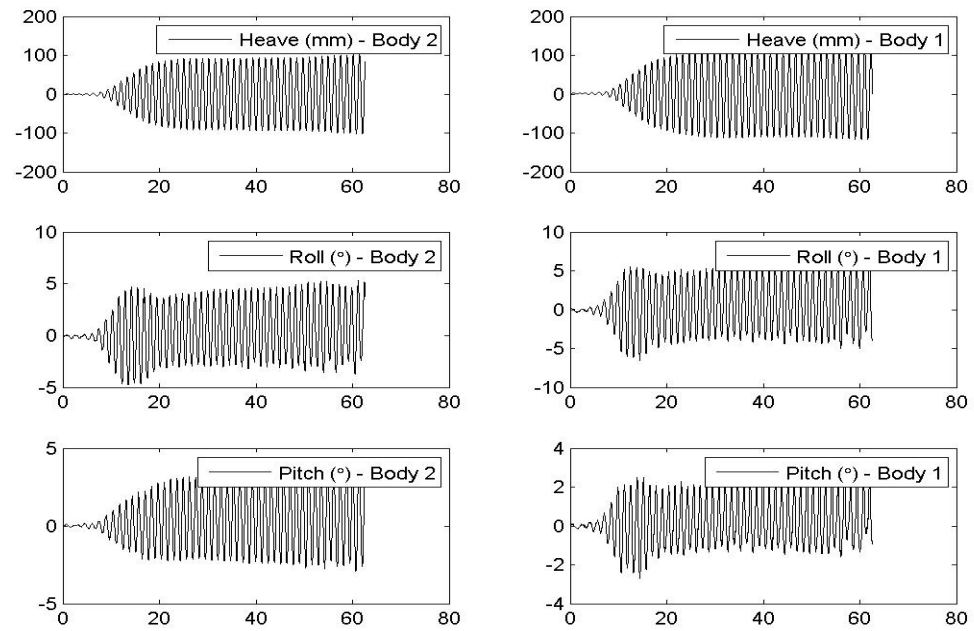 200
100
0
-100
-200
Heave (mm) - Body 2
0 20 40 60 80
200
100
0
-100
-200
Heave (mm) - Body 1
0 20 40 60 80
10
5
0
-5
Roll (°) - Body 2
0 20 40 60 80
10
5
0
-5
-10
Roll (°) - Body 1
0 20 40 60 80
5
0
-5
Pitch (°) - Body 2
0 20 40 60 80
4
2
0
-2
-4
Pitch (°) - Body 1
0 20 40 60 80